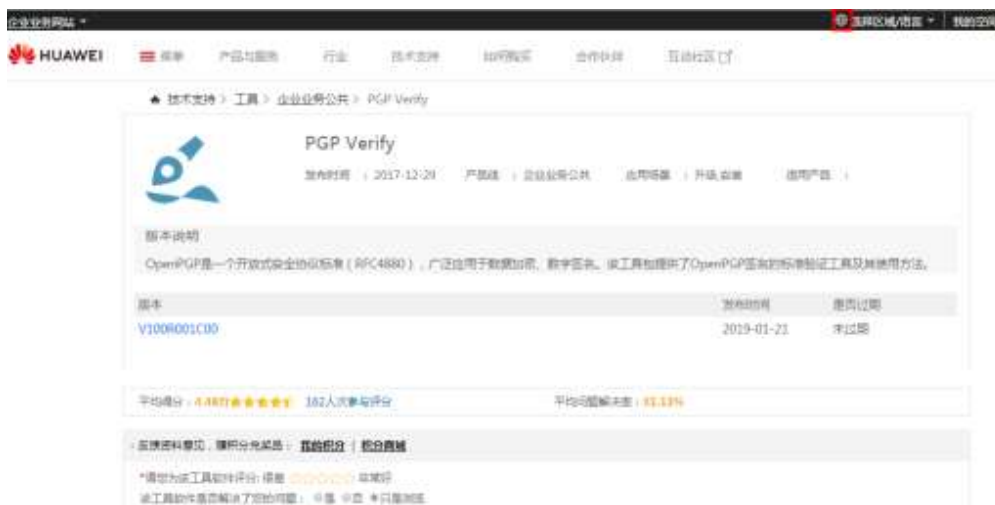 企业业务网站
选择区域/语言 我的空间
HUAWEI 菜单 产品与服务 行业 技术支持 如何购买 合作伙伴 互动社区
技术支持 > 工具 > 企业业务公共 > PGP Verify
PGP Verify
发布时间 : 2017-12-29 产品线 : 企业业务公共 应用场景 : 升级,安装 适用产品 :
版本说明
OpenPGP是一个开放式安全协议标准（RFC4880），广泛应用于数据加密、数字签名。该工具包提供了OpenPGP签名的标准验证工具及其使用方法。
版本 发布时间 是否过期
V100R001C00 2019-01-21 未过期
平均得分： 162人次参与评分 平均问题解决率：
反馈资料意见，赚积分兑奖品： 我的积分 | 积分商城
*请您为该工具软件评分: 很差 非常好
该工具软件是否解决了您的问题： 是 否 只是浏览